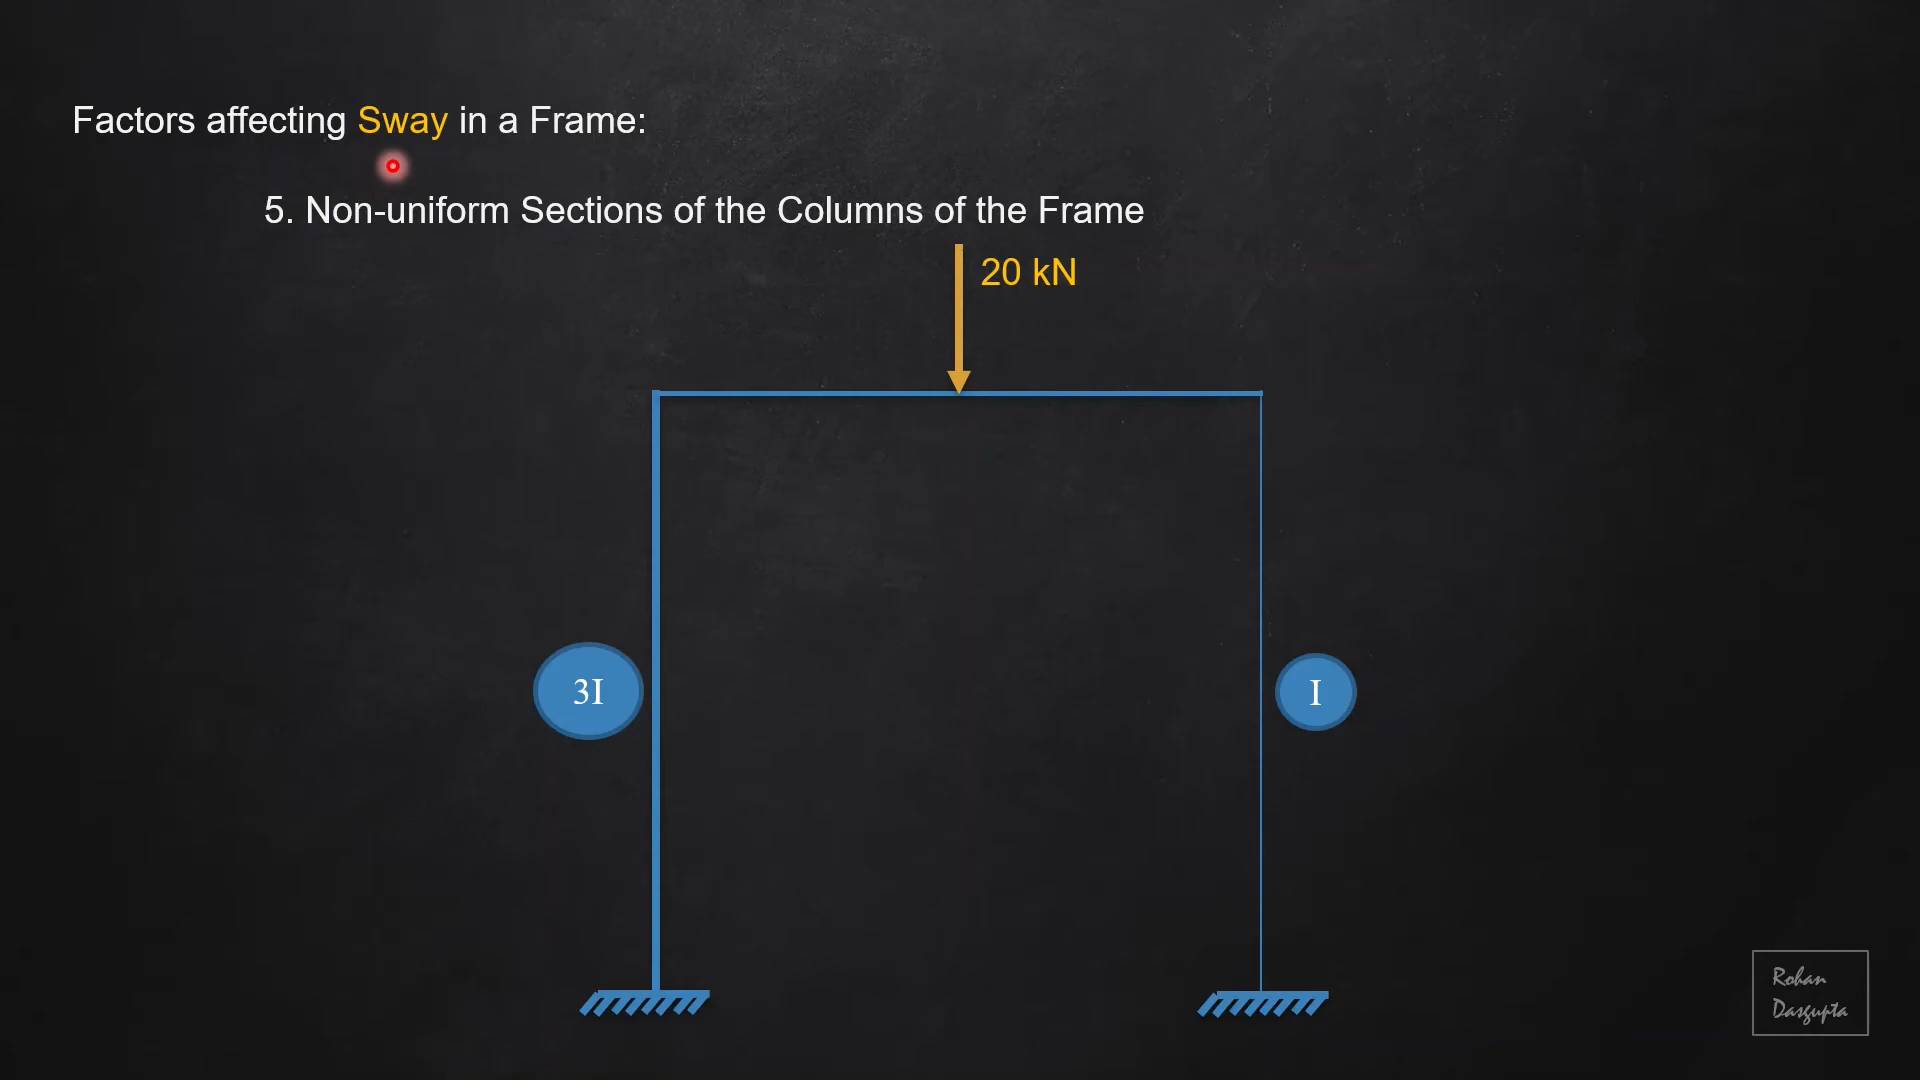 Factors affecting Sway in a Frame:
5. Non-uniform Sections of the Columns of the Frame
20 kN
3I
I
Rohan
Dasgupta